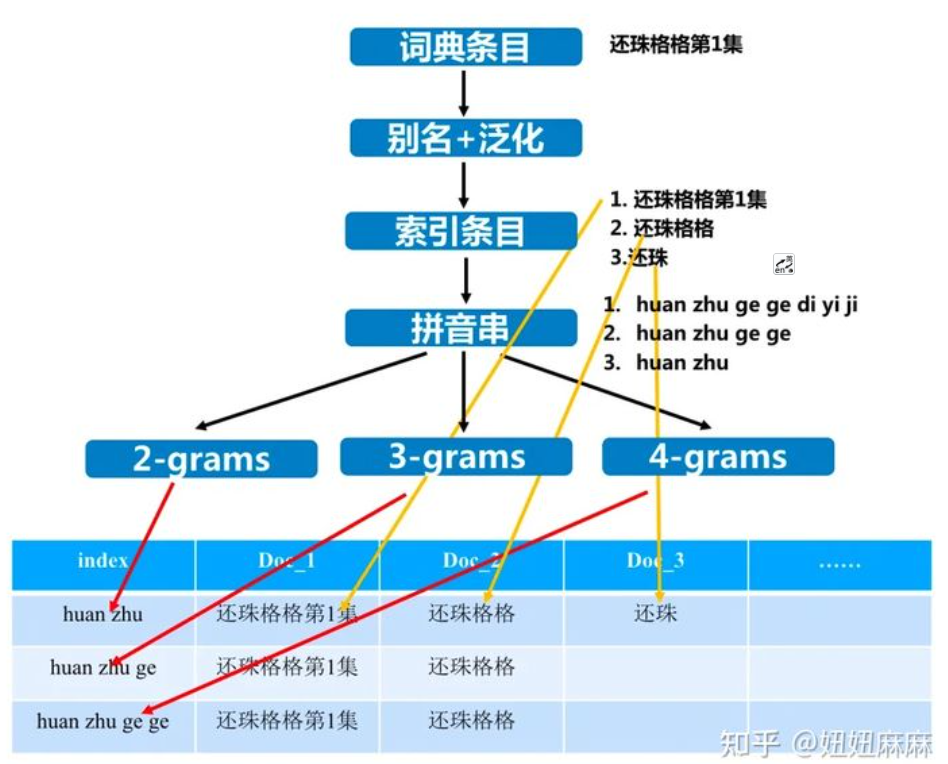 词典条目
还珠格格第1集
别名+泛化
索引条目
1. 还珠格格第1集
2. 还珠格格
3.还珠
拼音串
1. huan zhu ge ge di yi ji
2. huan zhu ge ge
3. huan zhu
2-grams
3-grams
4-grams
index Doc_1 Doc_2 Doc_3 ……
huan zhu 还珠格格第1集 还珠格格 还珠
huan zhu ge 还珠格格第1集 还珠格格
huan zhu ge ge 还珠格格第1集 还珠格格
知乎 @妞妞麻麻